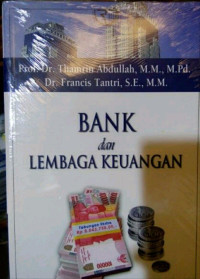 Prof. Dr. Thamrin Abdullah, M.M., M.Pd.
Dr. Francis Tantri, S.E., M.M.
BANK
dan
LEMBAGA KEUANGAN